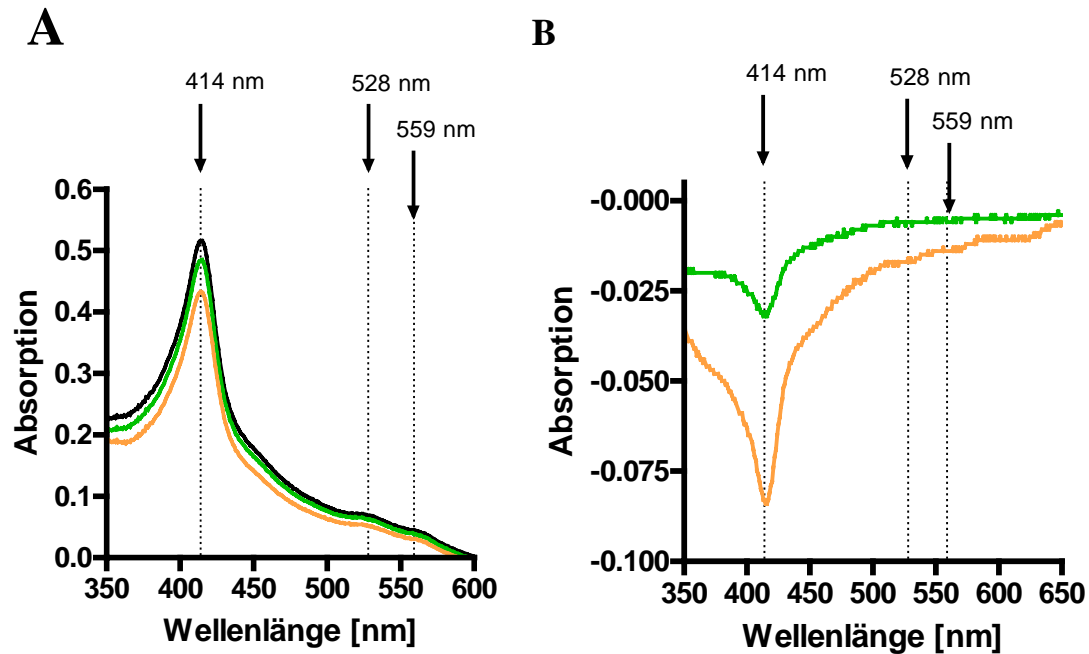 A
414 nm
528 nm
559 nm
0.6
0.5
0.4
0.3
0.2
0.1
0.0
Absorption
350 400 450 500 550 600
Wellenlänge [nm]
B
414 nm
528 nm
559 nm
-0.000
-0.025
-0.050
-0.075
-0.100
Absorption
350 400 450 500 550 600 650
Wellenlänge [nm]